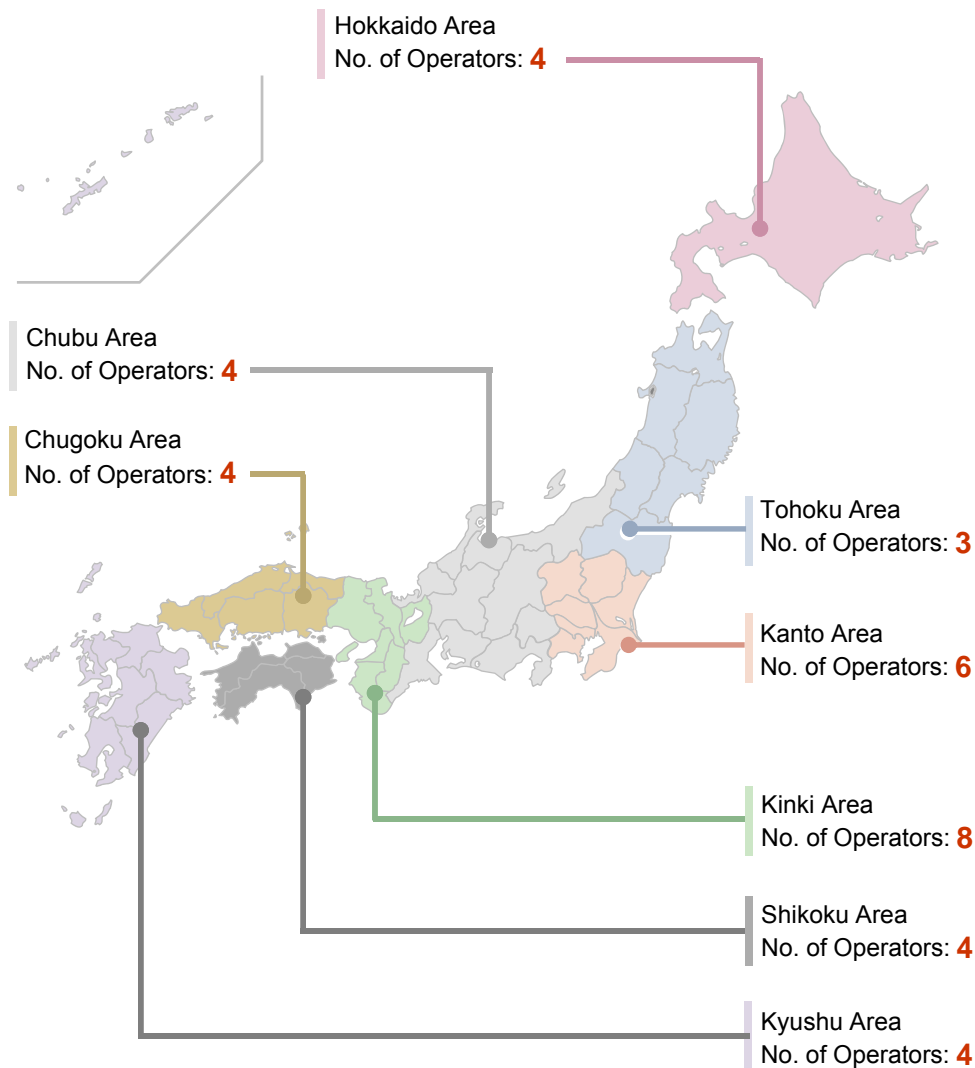 Hokkaido Area
No. of Operators: 4
Chubu Area
No. of Operators: 4
Chugoku Area
No. of Operators: 4
Tohoku Area
No. of Operators: 3
Kanto Area
No. of Operators: 6
Kinki Area
No. of Operators: 8
Shikoku Area
No. of Operators: 4
Kyushu Area
No. of Operators: 4